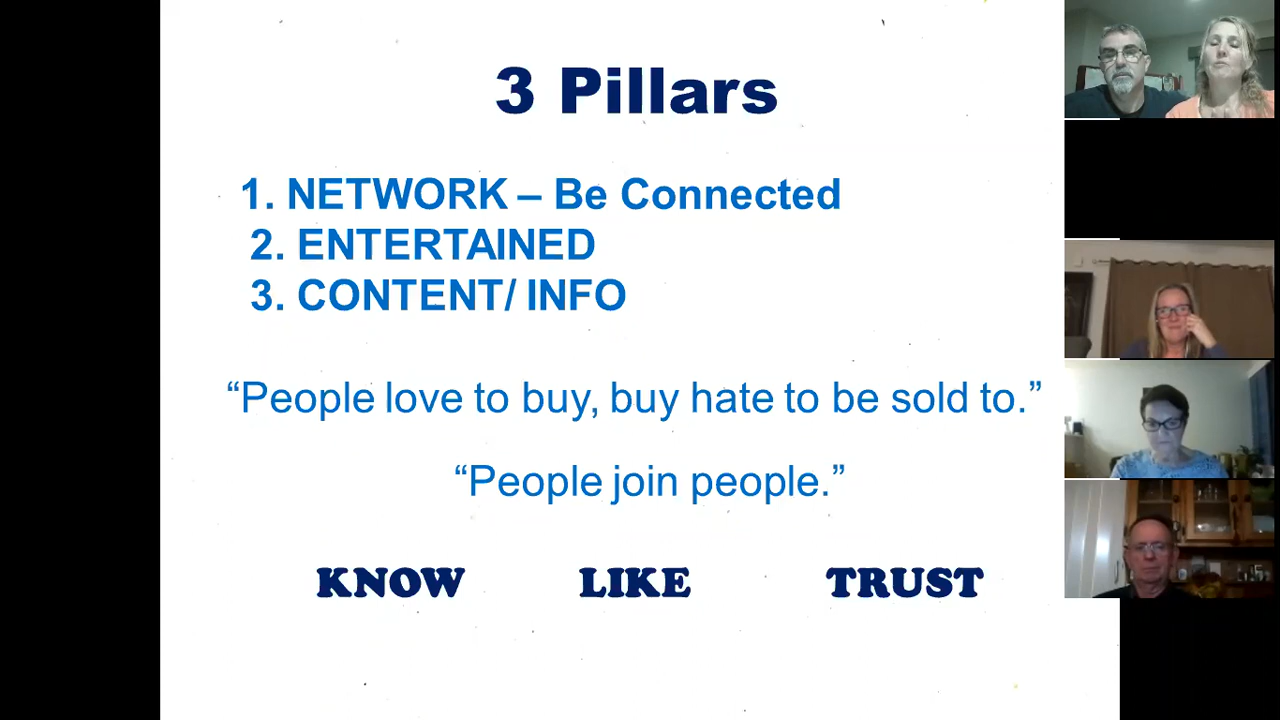 3 Pillars
1. NETWORK – Be Connected
2. ENTERTAINED
3. CONTENT/ INFO
“People love to buy, buy hate to be sold to.”
“People join people.”
KNOW LIKE TRUST